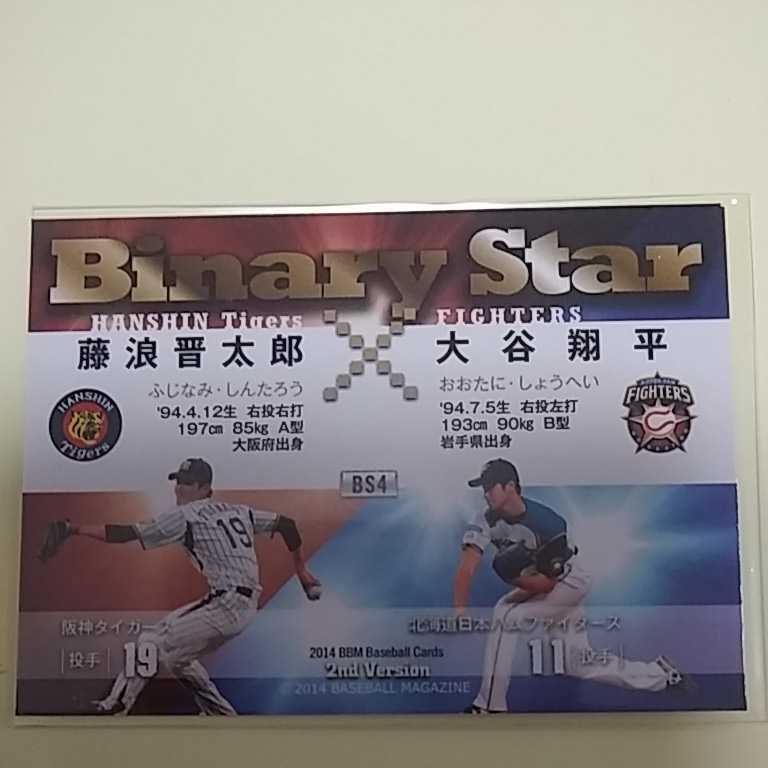 Binary Star
HANSHIN Tigers
藤浪晋太郎
ふじなみ・しんたろう
'94.4.12生 右投右打
197cm 85kg A型
大阪府出身
HANSHIN
Tigers
FIGHTERS
大谷翔平
おおたに・しょうへい
'94.7.5生 右投左打
193cm 90kg B型
岩手県出身
FIGHTERS
BS4
19
阪神タイガース
投手 19
北海道日本ハムファイターズ
11 投手
2014 BBM Baseball Cards
2nd Version
© 2014 BASEBALL MAGAZINE